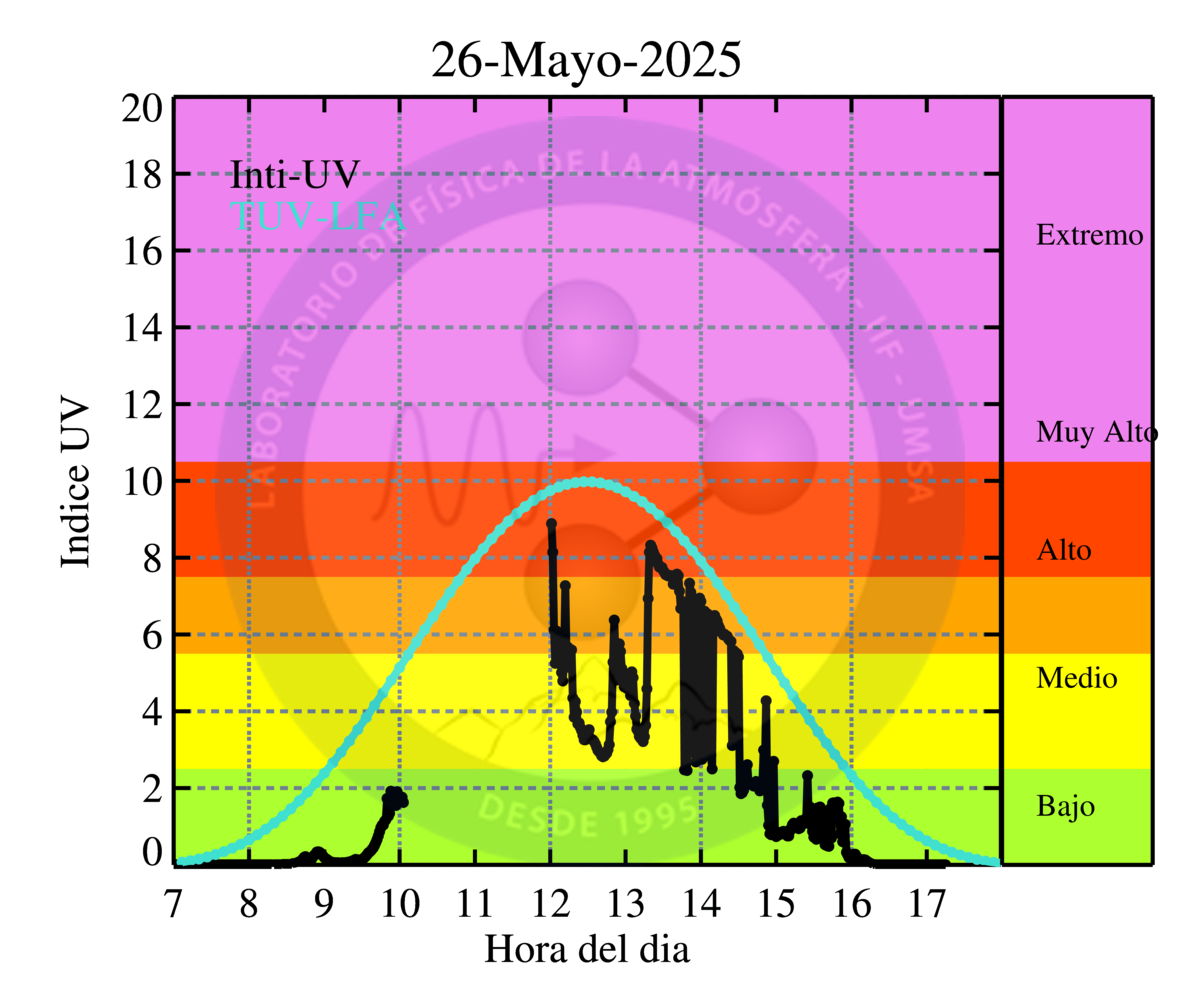 26-Mayo-2025
Indice UV
20
18
16
14
12
10
8
6
4
2
0
Inti-UV
TUV-LFA
LABORATORIO DE FÍSICA DE LA ATMÓSFERA - IIF - UMSA
DESDE 1995
Extremo
Muy Alto
Alto
Medio
Bajo
7 8 9 10 11 12 13 14 15 16 17
Hora del dia